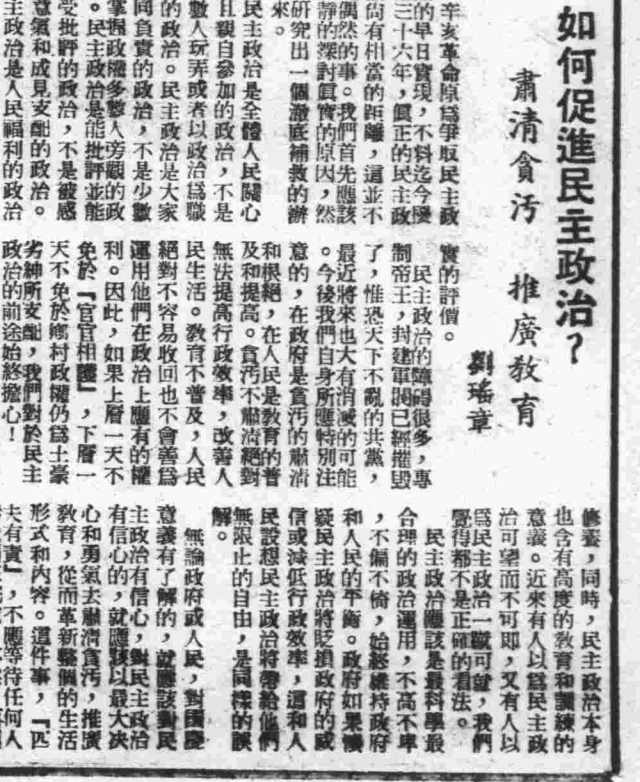 如何促進民主政治？
肅清貪汚　推廣教育
劉瑤章
辛亥革命原爲爭取民主政
的早日實現，不料迄今慶
三十六年，眞正的民主政
尙有相當的距離，這並不
偶然的事。我們首先應該
靜的深討眞實的原因，然
研究出一個澈底補救的辦
來。
民主政治是全體人民關心
且親自參加的政治，不是
數人玩弄或者以政治爲職
的政治。民主政治是大家
同負責的政治，不是少數
掌握政權多數人旁觀的政
。民主政治是能批評並能
受批評的政治，不是被感
意氣和成見支配的政治。
主政治是人民福利的政治
實的評價。
民主政治的障碍很多，專
制帝王，封建軍閥已經摧毀
了，惟恐天下不亂的共黨，
最近將來也大有消滅的可能
。今後我們自身所應特別注
意的，在政府是貪汚的肅清
和根絕，在人民是教育的普
及和提高。貪汚不肅清絕對
無法提高行政效率，改善人
民生活。教育不普及，人民
絕對不容易收回也不會善爲
運用他們在政治上應有的權
利。因此，如果上層一天不
免於『官官相護』，下層一
天不免於鄕村政權仍爲土豪
劣紳所支配，我們對於民主
政治的前途始終擔心！
修養，同時，民主政治本身
也含有高度的敎育和訓練的
意義。近來有人以爲民主政
治可望而不可卽，又有人以
爲民主政治一蹴可就，我們
覺得都不是正確的看法。
民主政治應該是最科學最
合理的政治運用，不高不卑
，不偏不倚，始終維持政府
和人民的平衡。政府如果懷
疑民主政治將貶損政府的威
信或減低行政效率，這和人
民設想民主政治將帶給他們
無限止的自由，是同樣的誤
解。
無論政府或人民，對國慶
意義有了解的，就應該對民
主政治有信心，對民主政治
有信心的，就應該以最大决
心和勇氣去肅清貪汚，推廣
敎育，從而革新整個的生活
形式和內容。這件事，『匹
夫有責』，不應等待任何人